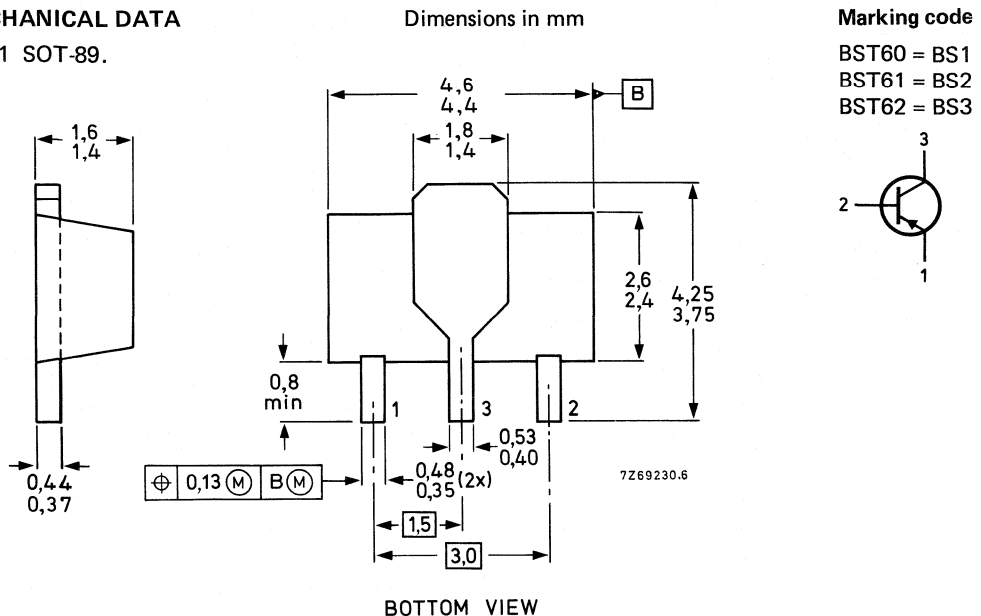 CHANICAL DATA
1 SOT-89.
Dimensions in mm
Marking code
BST60 = BS1
BST61 = BS2
BST62 = BS3
3
2
1
4,6
4,4
B
1,8
1,4
1,6
1,4
2,6
2,4
4,25
3,75
0,8
min
1
3
2
0,53
0,40
0,48
0,35
(2x)
0,44
0,37
0,13 M B M
7Z69230.6
1,5
3,0
BOTTOM VIEW